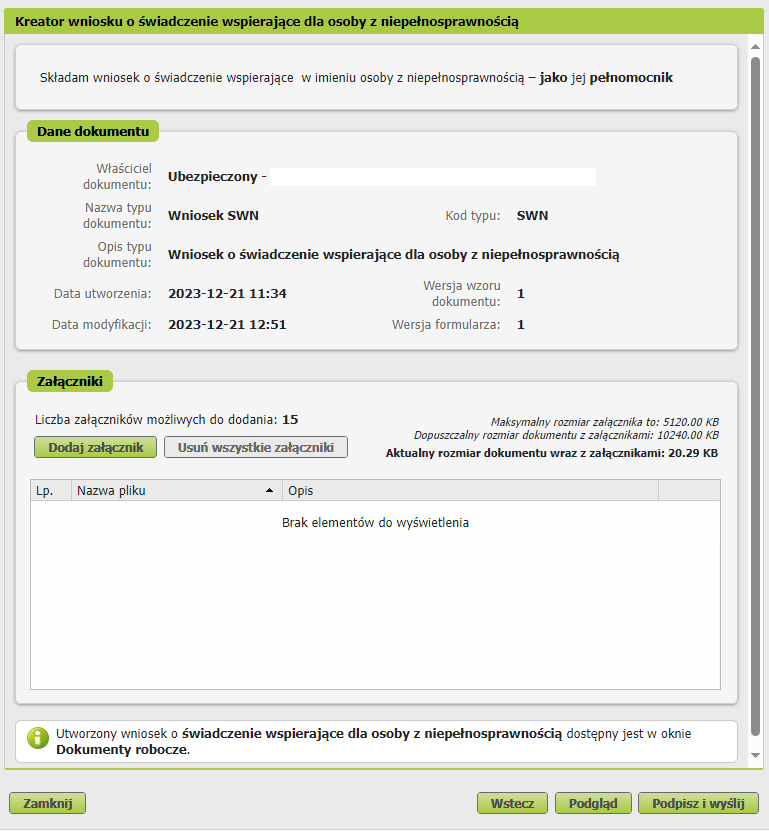 Kreator wniosku o świadczenie wspierające dla osoby z niepełnosprawnością
Składam wniosek o świadczenie wspierające w imieniu osoby z niepełnosprawnością – jako jej pełnomocnik
Dane dokumentu
Właściciel
dokumentu:
Ubezpieczony -
Nazwa typu
dokumentu:
Wniosek SWN
Kod typu: SWN
Opis typu
dokumentu:
Wniosek o świadczenie wspierające dla osoby z niepełnosprawnością
Data utworzenia: 2023-12-21 11:34
Wersja wzoru
dokumentu:
1
Data modyfikacji: 2023-12-21 12:51
Wersja formularza: 1
Załączniki
Liczba załączników możliwych do dodania: 15
Maksymalny rozmiar załącznika to: 5120.00 KB
Dopuszczalny rozmiar dokumentu z załącznikami: 10240.00 KB
Aktualny rozmiar dokumentu wraz z załącznikami: 20.29 KB
Dodaj załącznik
Usuń wszystkie załączniki
Lp. Nazwa pliku Opis
Brak elementów do wyświetlenia
Utworzony wniosek o świadczenie wspierające dla osoby z niepełnosprawnością dostępny jest w oknie
Dokumenty robocze.
Zamknij
Wstecz
Podgląd
Podpisz i wyślij